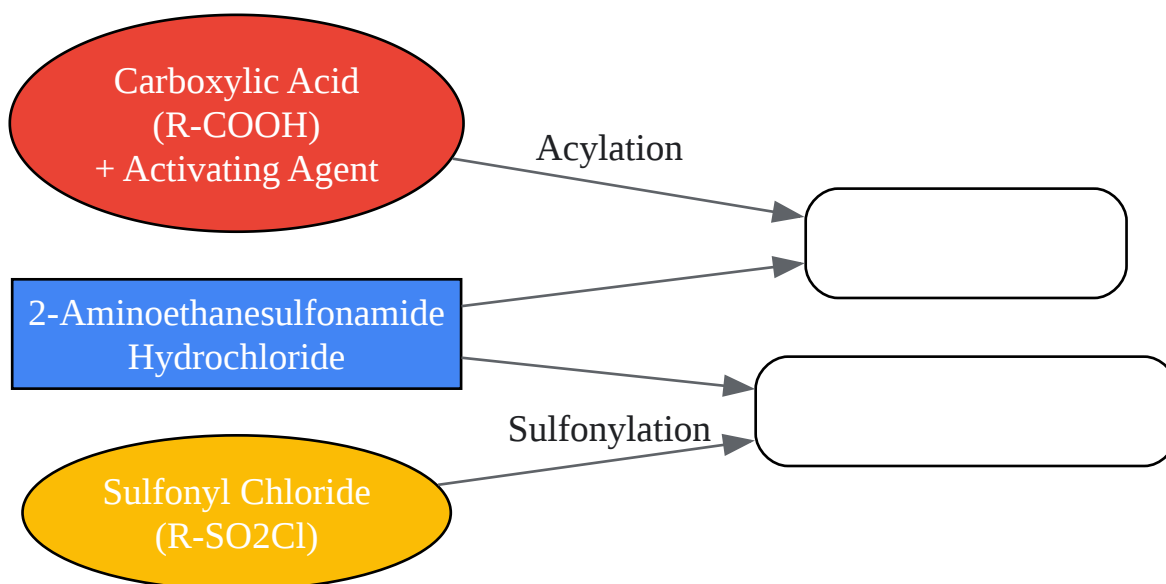 Carboxylic Acid
(R-COOH)
+ Activating Agent
Acylation
2-Aminoethanesulfonamide
Hydrochloride
Sulfonylation
Sulfonyl Chloride
(R-SO2Cl)